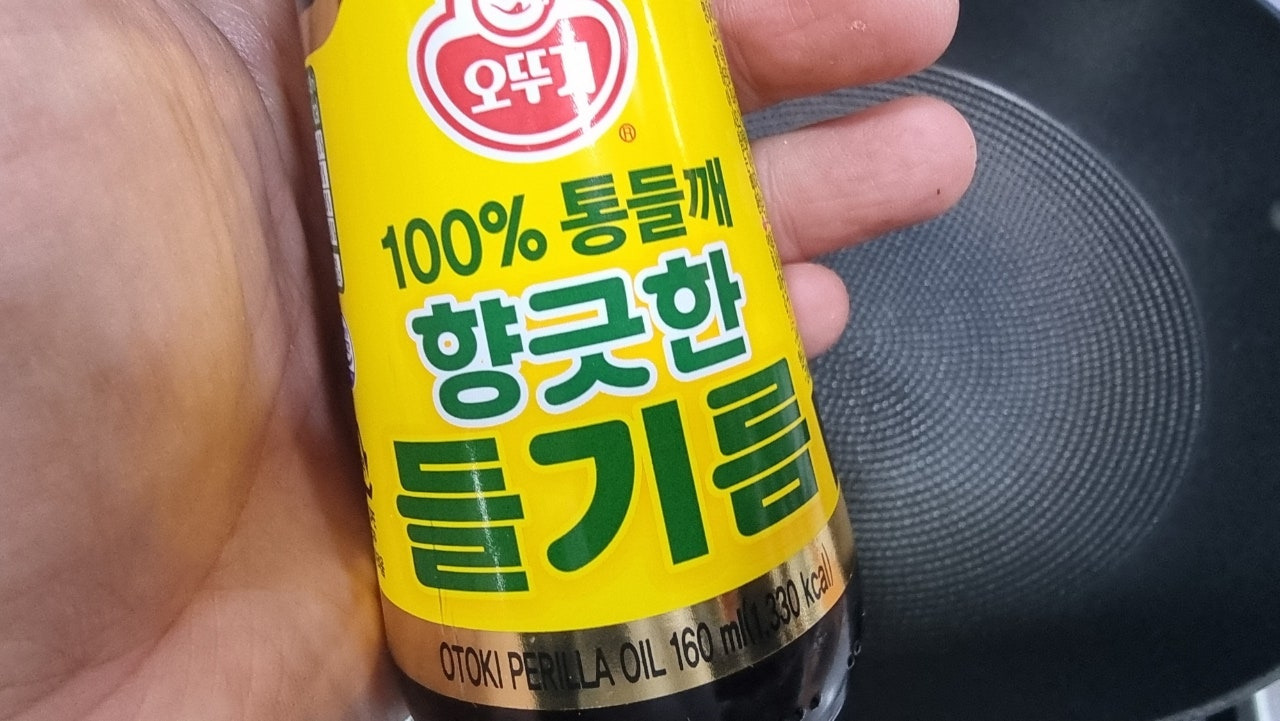 오뚜기
®
100% 통들깨
향긋한
들기름
OTOKI PERILLA OIL 160 ml(1,330 kcal)